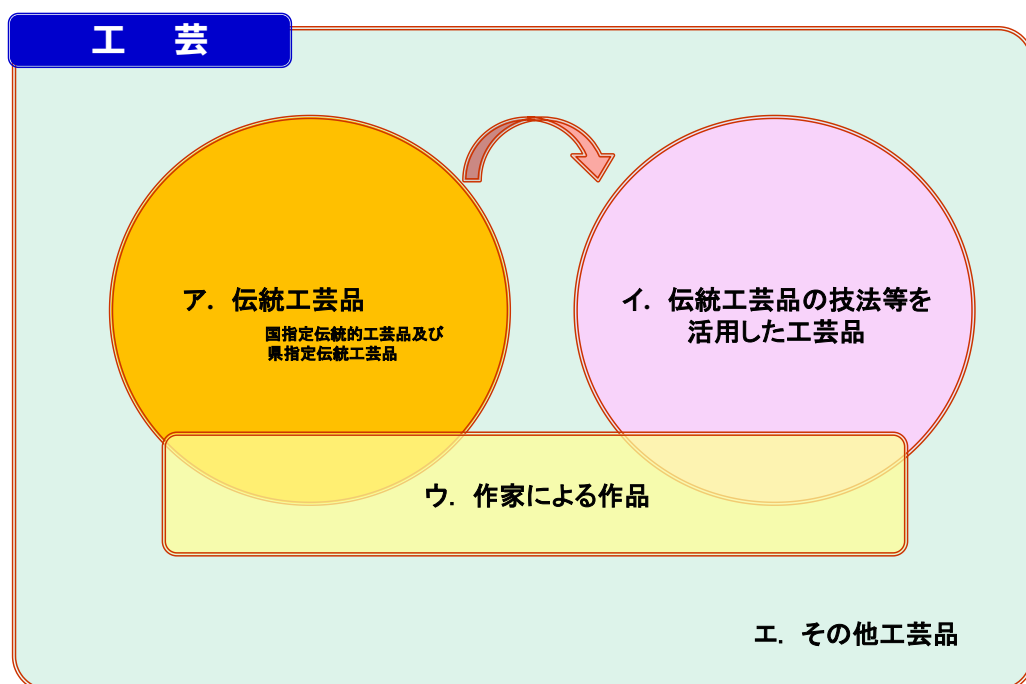 工 芸
ア. 伝統工芸品
国指定伝統的工芸品及び
県指定伝統工芸品
イ. 伝統工芸品の技法等を
活用した工芸品
ウ. 作家による作品
エ. その他工芸品